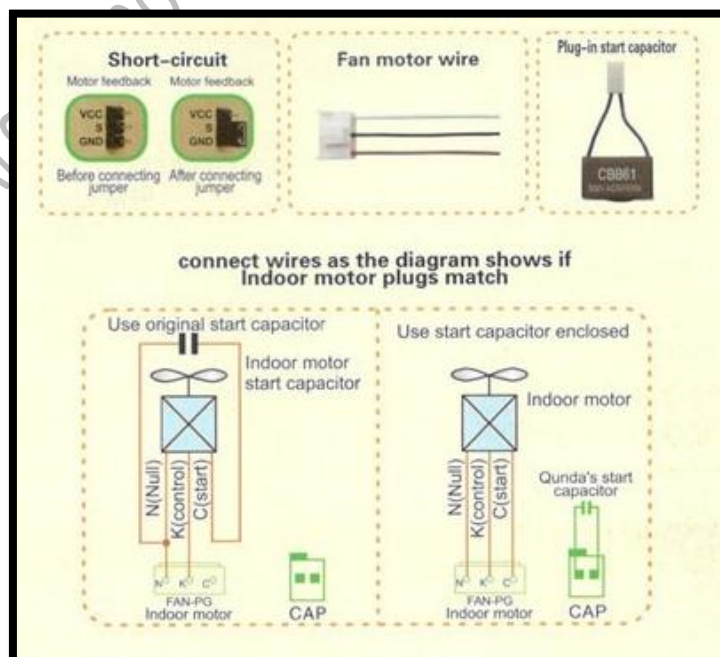 Short-circuit
Motor feedback Motor feedback
VCC
S
GND
VCC
S
GND
Before connecting jumper
After connecting jumper
Fan motor wire
Plug-in start capacitor
CBB61
connect wires as the diagram shows if
Indoor motor plugs match
Use original start capacitor
Indoor motor
start capacitor
N(Null)
K(control)
C(start)
N K C
FAN-PG
Indoor motor
CAP
Use start capacitor enclosed
Indoor motor
N(Null)
K(control)
C(start)
Qunda's start
capacitor
N K C
FAN-PG
Indoor motor
CAP